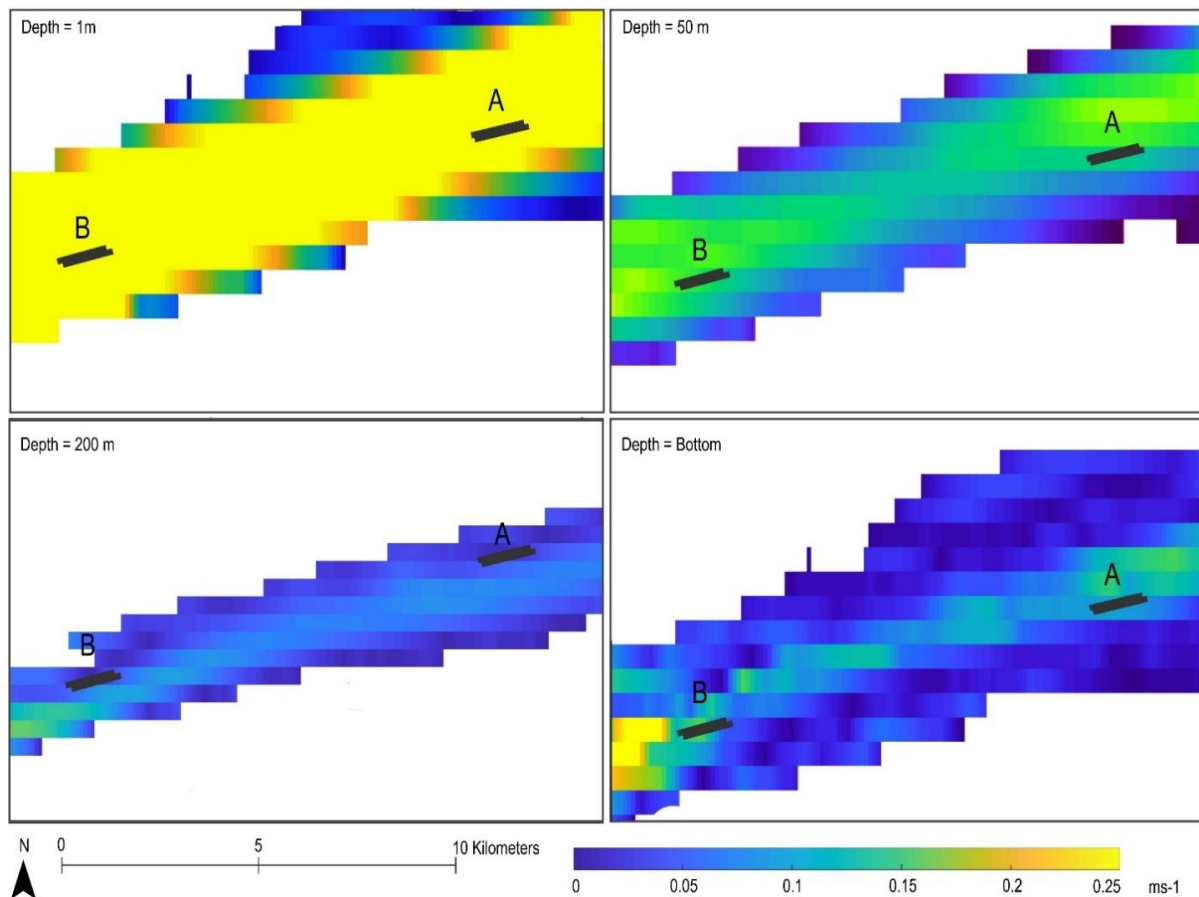 Depth = 1m
A
B
Depth = 50 m
A
B
Depth = 200 m
A
B
Depth = Bottom
A
B
N
0 5 10 Kilometers
0 0.05 0.1 0.15 0.2 0.25 ms-1